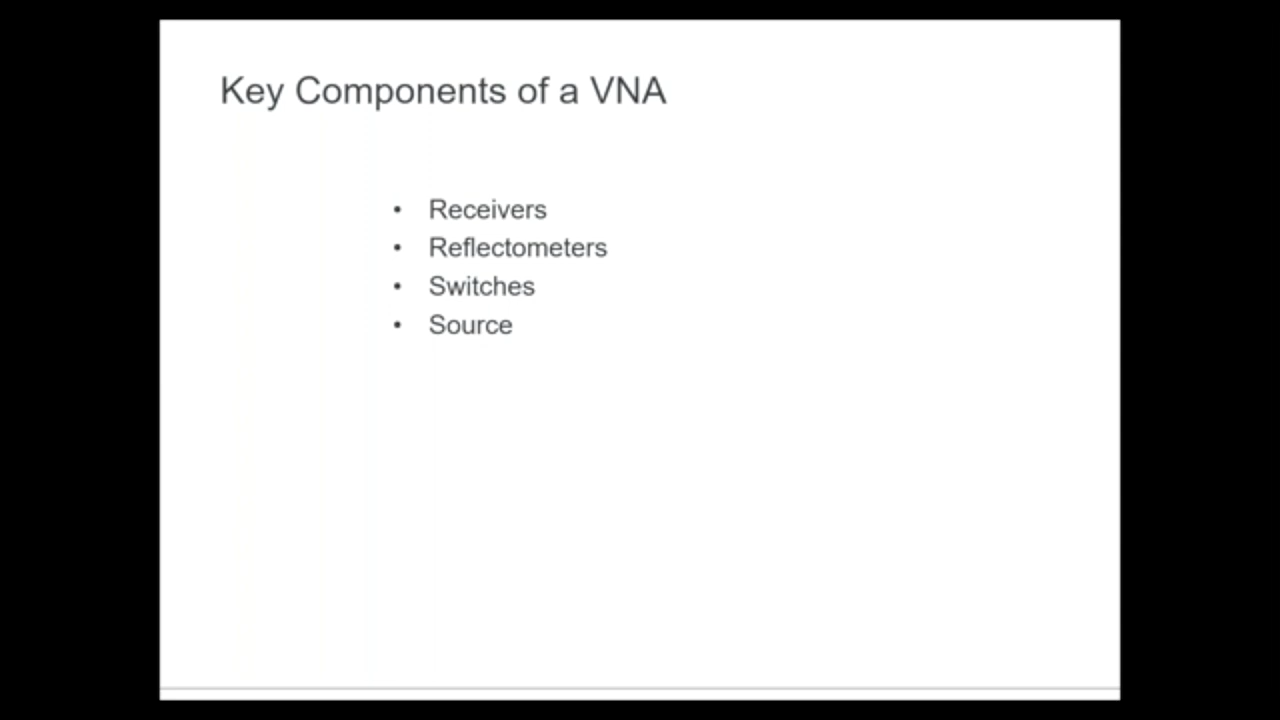 Key Components of a VNA
• Receivers
• Reflectometers
• Switches
• Source